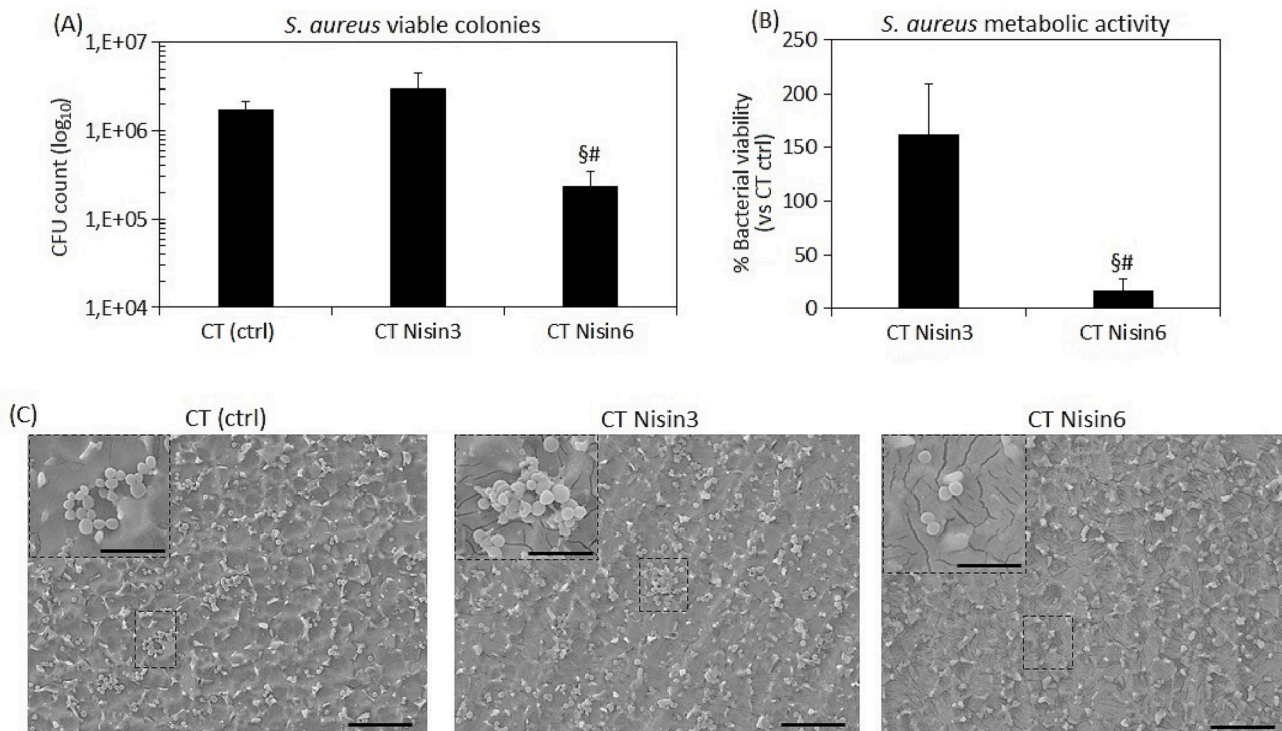 (A)
S. aureus viable colonies
CFU count (log10)
1,E+07
1,E+06
1,E+05
1,E+04
§#
CT (ctrl)
CT Nisin3
CT Nisin6
(B)
S. aureus metabolic activity
% Bacterial viability
(vs CT ctrl)
250
200
150
100
50
0
§#
CT Nisin3
CT Nisin6
(C)
CT (ctrl)
CT Nisin3
CT Nisin6